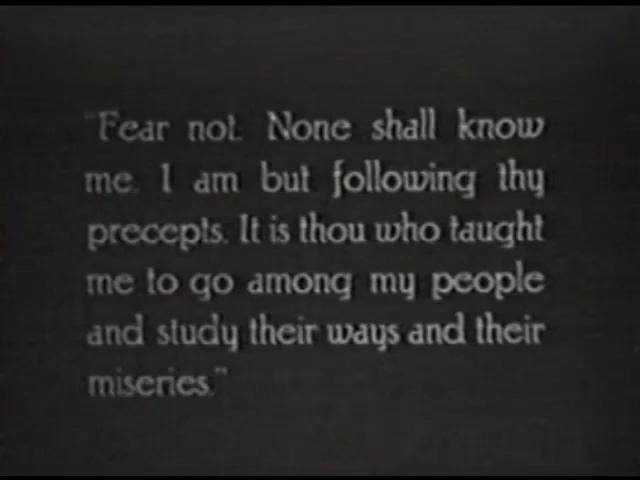 "Fear not. None shall know
me. I am but following thy
precepts. It is thou who taught
me to go among my people
and study their ways and their
miseries."